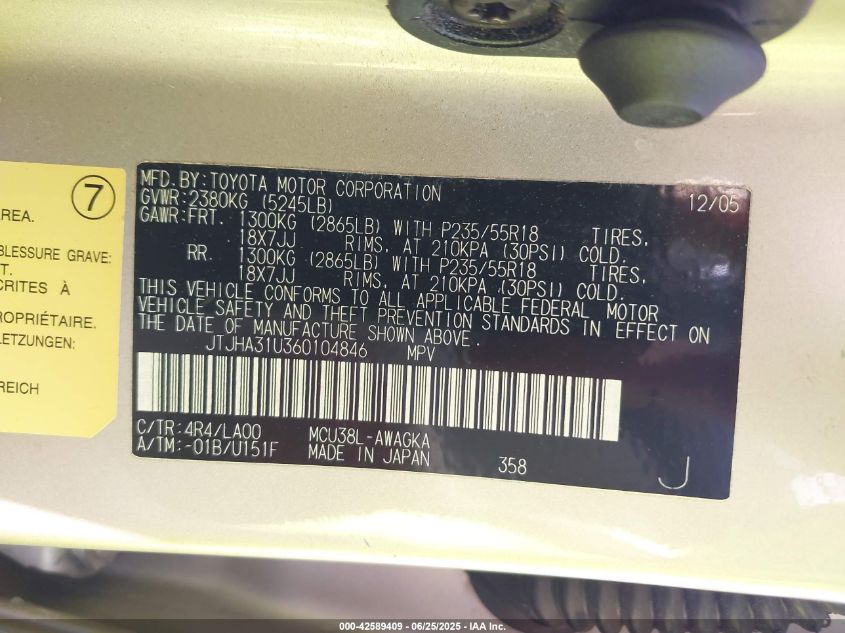 7
AREA.
BLESSURE GRAVE:
T.
CRITES À
PROPRIÉTAIRE.
LETZUNGEN:
REICH
MFD.BY:TOYOTA MOTOR CORPORATION 12/05
GVWR:2380KG (5245LB)
GAWR:FRT. 1300KG (2865LB) WITH P235/55R18 TIRES,
18X7JJ RIMS, AT 210KPA (30PSI) COLD.
RR. 1300KG (2865LB) WITH P235/55R18 TIRES,
18X7JJ RIMS, AT 210KPA (30PSI) COLD.
THIS VEHICLE CONFORMS TO ALL APPLICABLE FEDERAL MOTOR
VEHICLE SAFETY AND THEFT PREVENTION STANDARDS IN EFFECT ON
THE DATE OF MANUFACTURE SHOWN ABOVE.
JTJHA31U360104846 MPV
C/TR:4R4/LA00 MCU38L-AWAGKA
A/TM:-01B/U151F MADE IN JAPAN 358 J
000-42589409 - 06/25/2025 - IAA Inc.